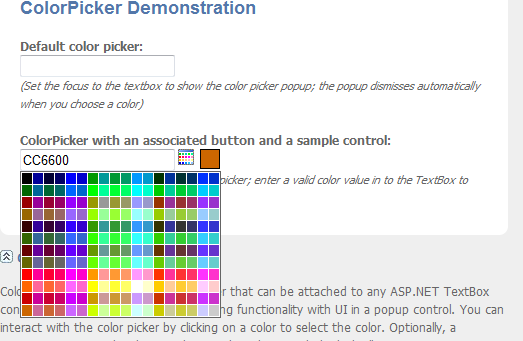 ColorPicker Demonstration
Default color picker:
(Set the focus to the textbox to show the color picker popup; the popup dismisses automatically
when you choose a color)
ColorPicker with an associated button and a sample control:
CC6600
picker; enter a valid color value in to the TextBox to
r that can be attached to any ASP.NET TextBox
con ng functionality with UI in a popup control. You can
interact with the color picker by clicking on a color to select the color. Optionally, a